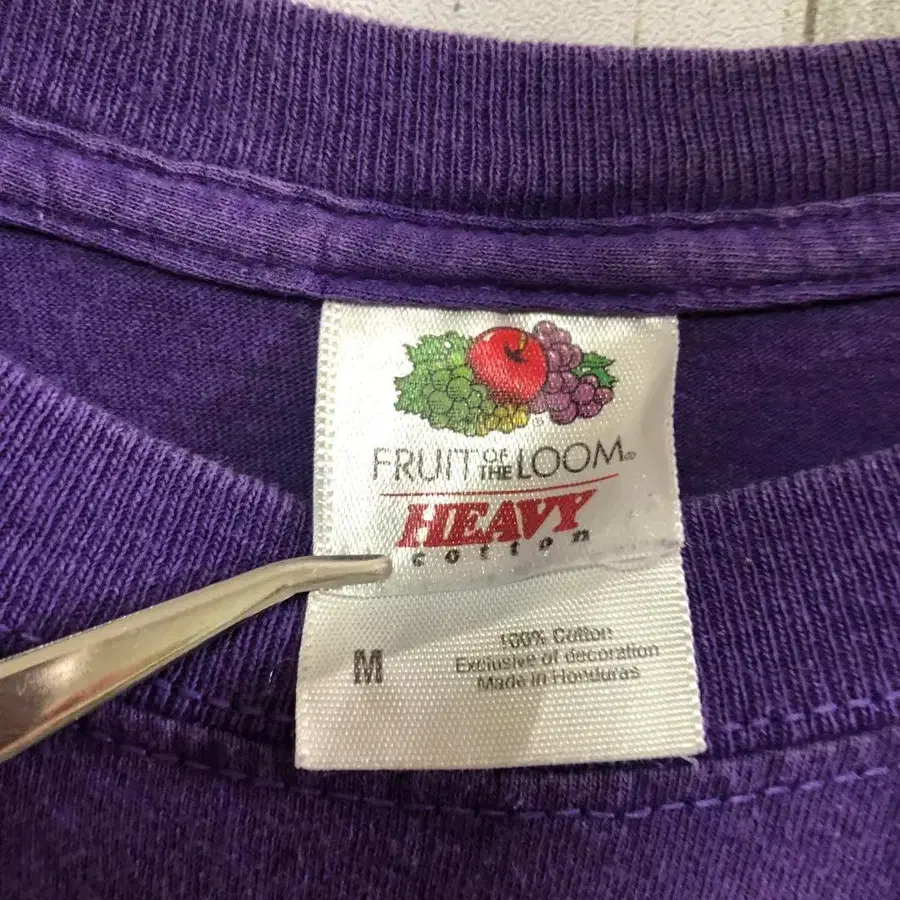 FRUIT OF THE LOOM®
HEAVY
cotton
M
100% Cotton
Exclusive of decoration
Made in Honduras